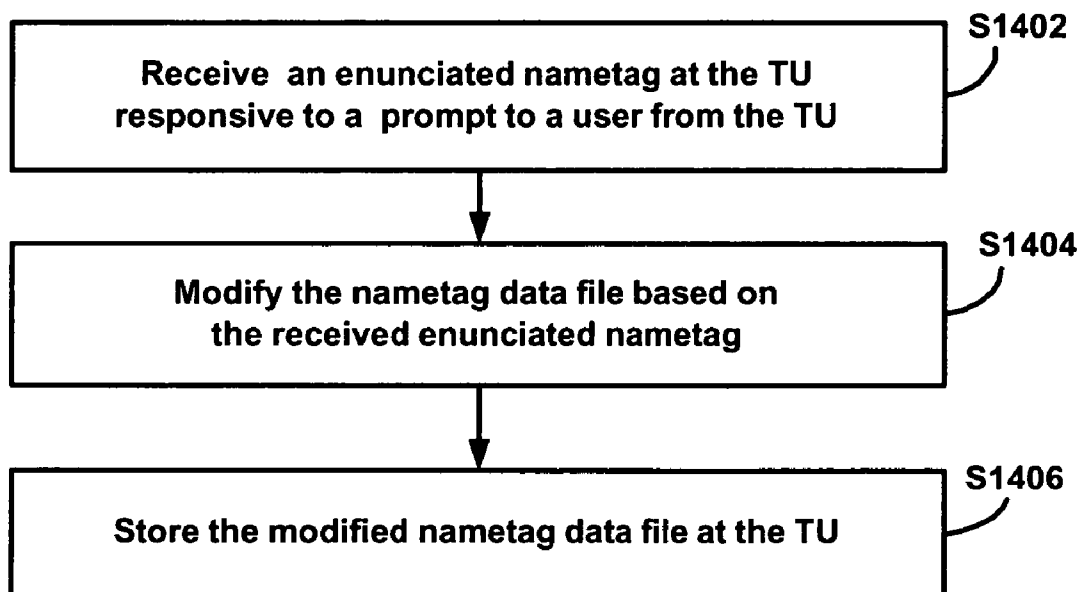 S1402
Receive an enunciated nametag at the TU
responsive to a prompt to a user from the TU
S1404
Modify the nametag data file based on
the received enunciated nametag
S1406
Store the modified nametag data file at the TU